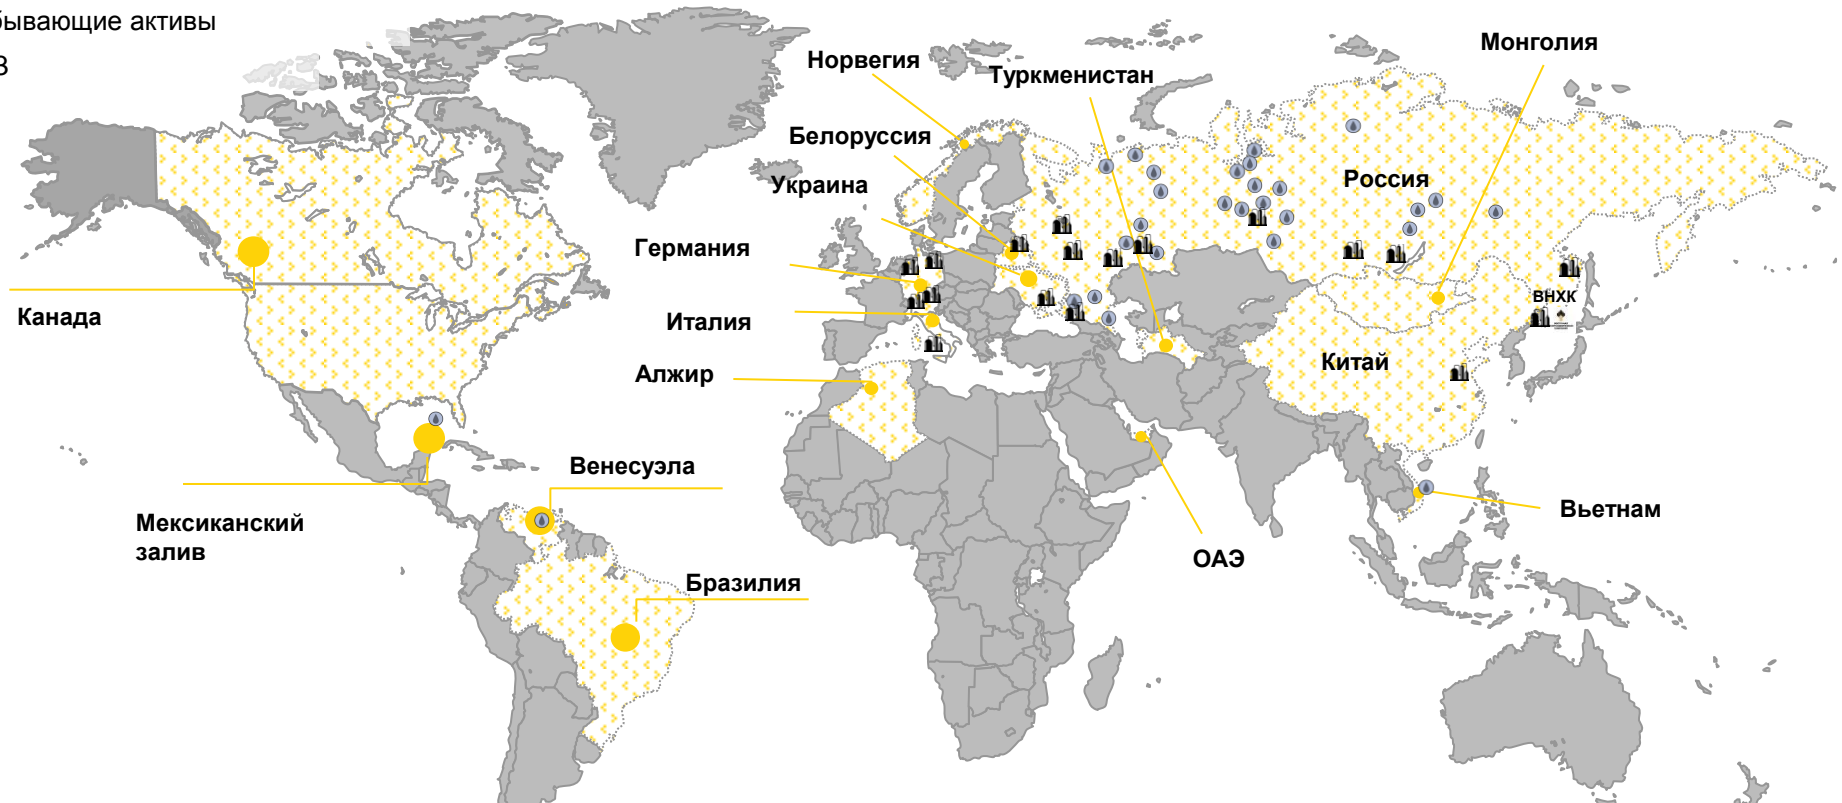 бывающие активы
Монголия
Норвегия
Туркменистан
Белоруссия
Украина
Россия
Германия
ВНХК
Канада
Италия
Китай
Алжир
Венесуэла
Вьетнам
Мексиканский
залив
ОАЭ
Бразилия